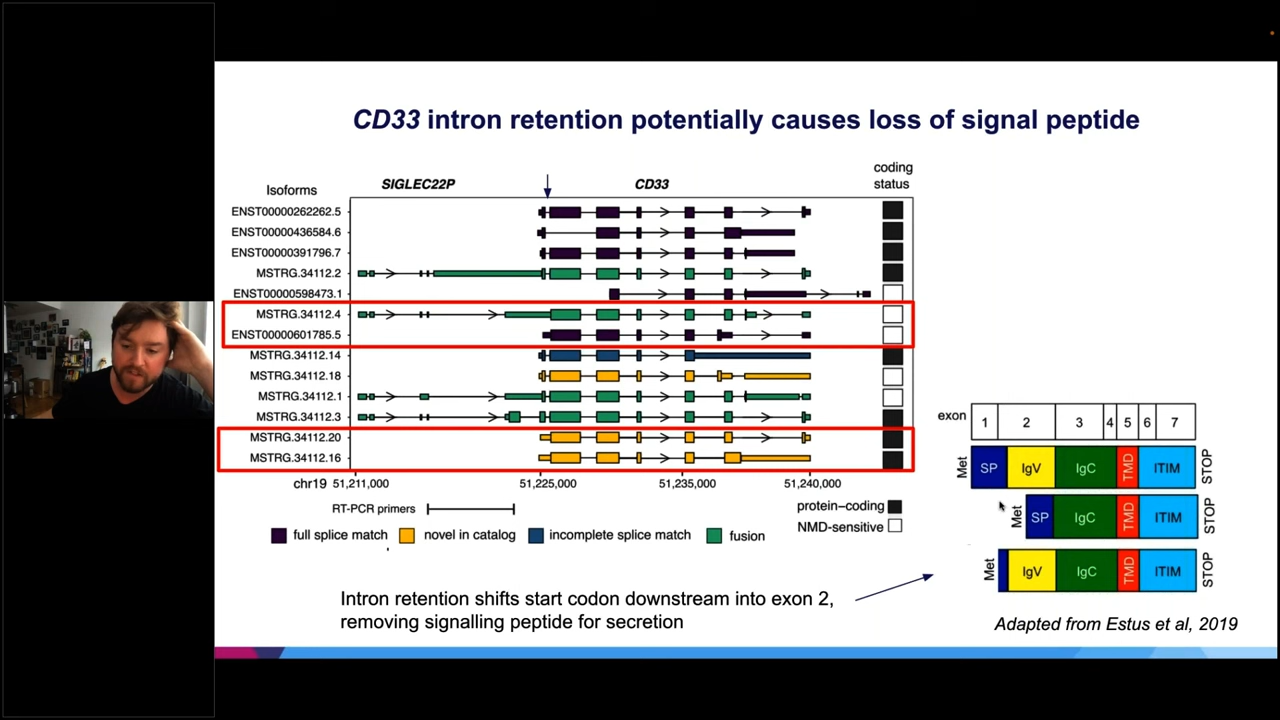 CD33 intron retention potentially causes loss of signal peptide
Isoforms
SIGLEC22P
CD33
coding
status
ENST00000262262.5
ENST00000436584.6
ENST00000391796.7
MSTRG.34112.2
ENST00000598473.1
MSTRG.34112.4
ENST00000601785.5
MSTRG.34112.14
MSTRG.34112.18
MSTRG.34112.1
MSTRG.34112.3
MSTRG.34112.20
MSTRG.34112.16
chr19 51,211,000 51,225,000 51,235,000 51,240,000
RT-PCR primers
protein-coding
NMD-sensitive
full splice match novel in catalog incomplete splice match fusion
exon 1 2 3 4 5 6 7
Met SP IgV IgC TMD ITIM STOP
Met SP IgC TMD ITIM STOP
Met IgV IgC TMD ITIM STOP
Intron retention shifts start codon downstream into exon 2,
removing signalling peptide for secretion
Adapted from Estus et al, 2019